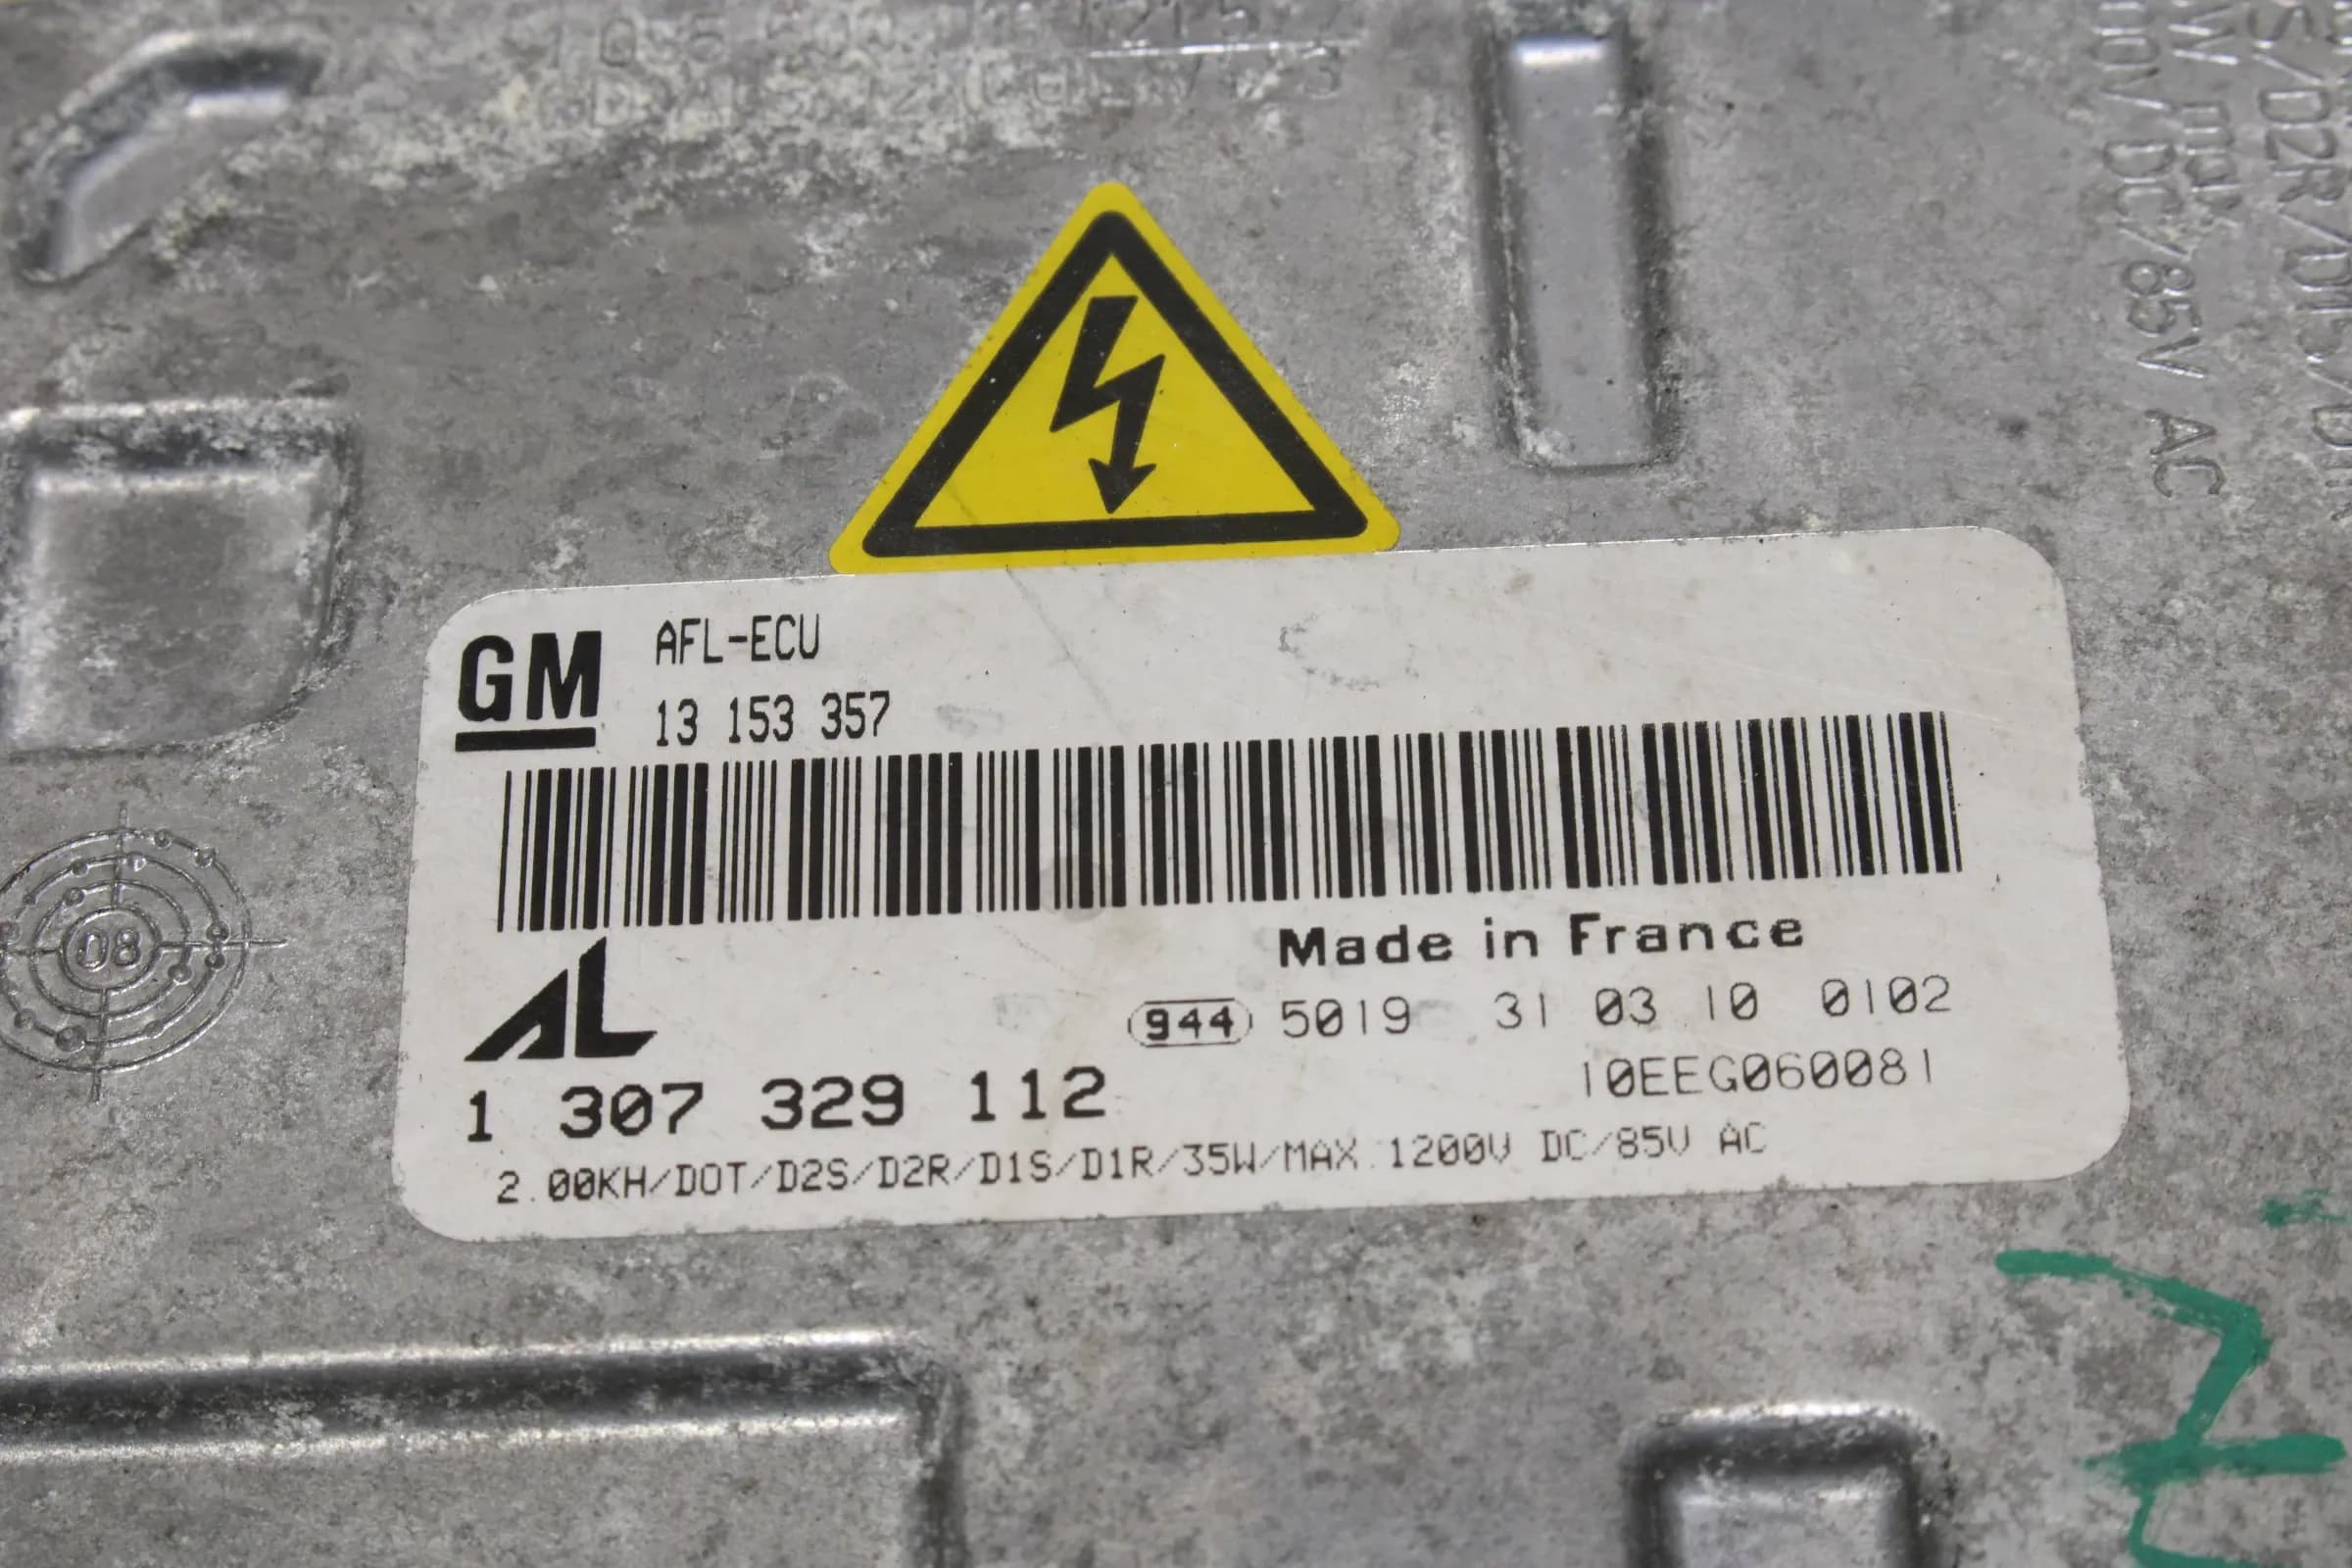 GM AFL-ECU
13 153 357
Made in France
AL
944 5019 31 03 10 0102
10EEG060081
1 307 329 112
2.00KH/DOT/D2S/D2R/D1S/D1R/35W/MAX.1200V DC/85V AC
08
DC/85V AC